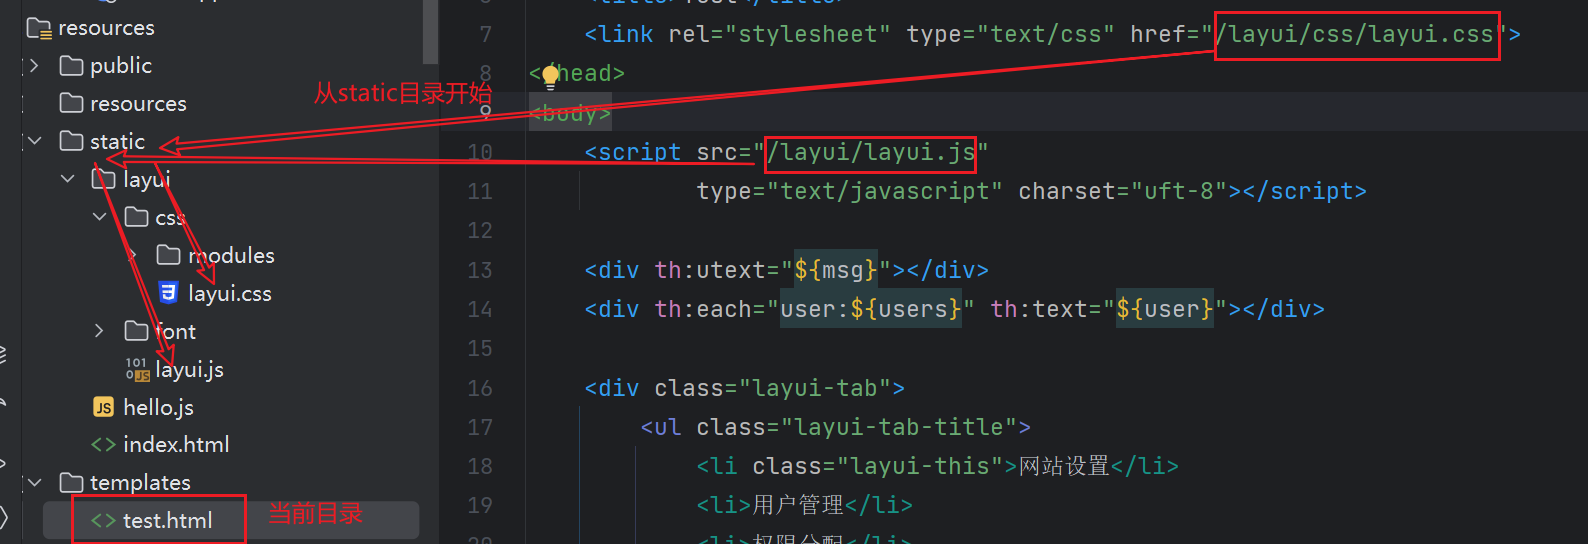 resources
public
resources
static
layui
css
modules
layui.css
font
layui.js
hello.js
index.html
templates
test.html
从static目录开始
当前目录
7 <link rel="stylesheet" type="text/css" href="/layui/css/layui.css">
8 </head>
9 <body>
10 <script src="/layui/layui.js"
11 type="text/javascript" charset="uft-8"></script>
12
13 <div th:utext="${msg}"></div>
14 <div th:each="user:${users}" th:text="${user}"></div>
15
16 <div class="layui-tab">
17 <ul class="layui-tab-title">
18 <li class="layui-this">网站设置</li>
19 <li>用户管理</li>